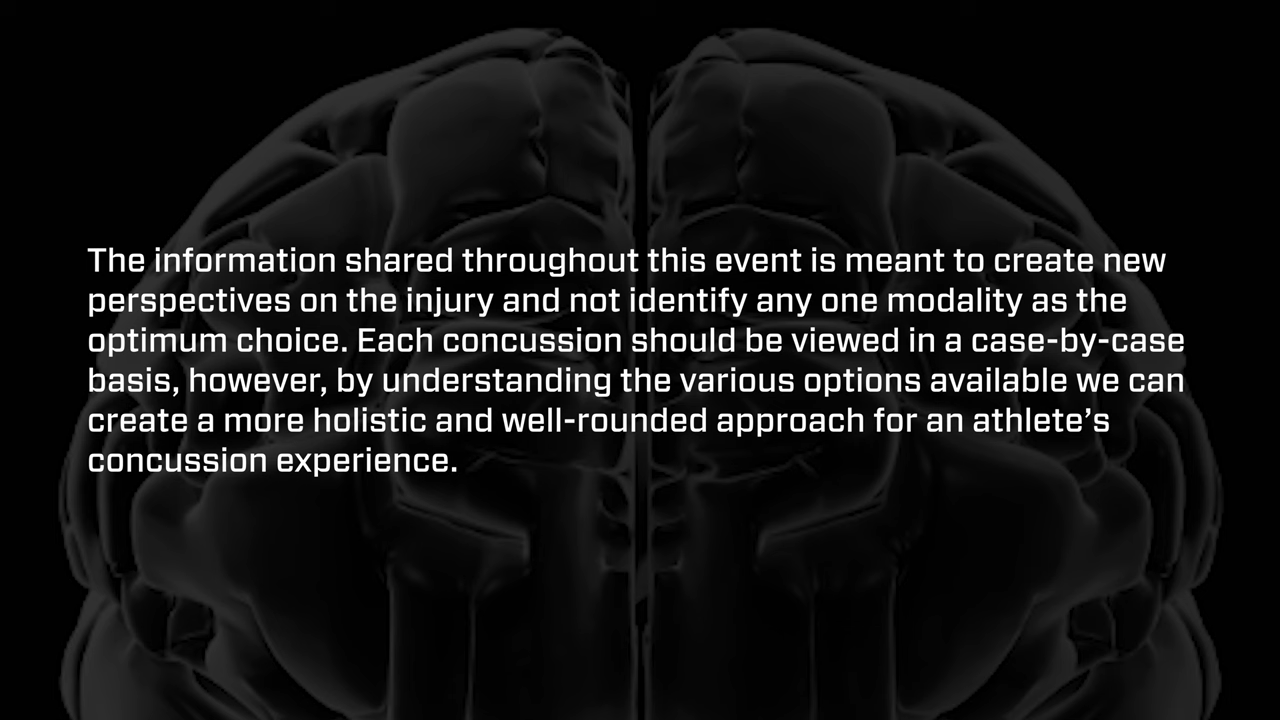 The information shared throughout this event is meant to create new
perspectives on the injury and not identify any one modality as the
optimum choice. Each concussion should be viewed in a case-by-case
basis, however, by understanding the various options available we can
create a more holistic and well-rounded approach for an athlete’s
concussion experience.